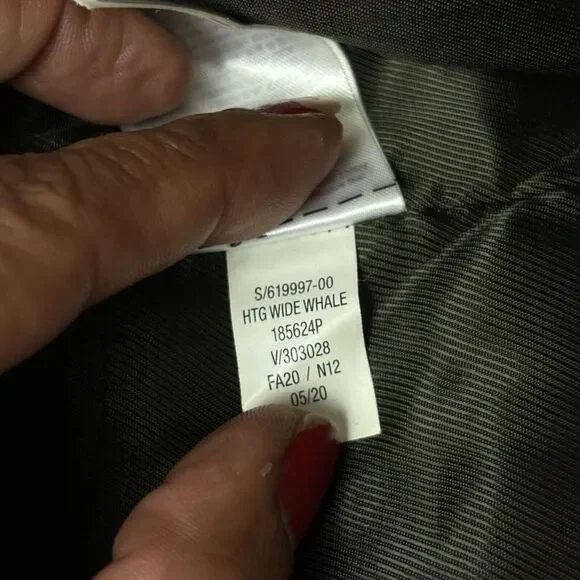 S/619997-00
HTG WIDE WHALE
185624P
V/303028
FA20 / N12
05/20